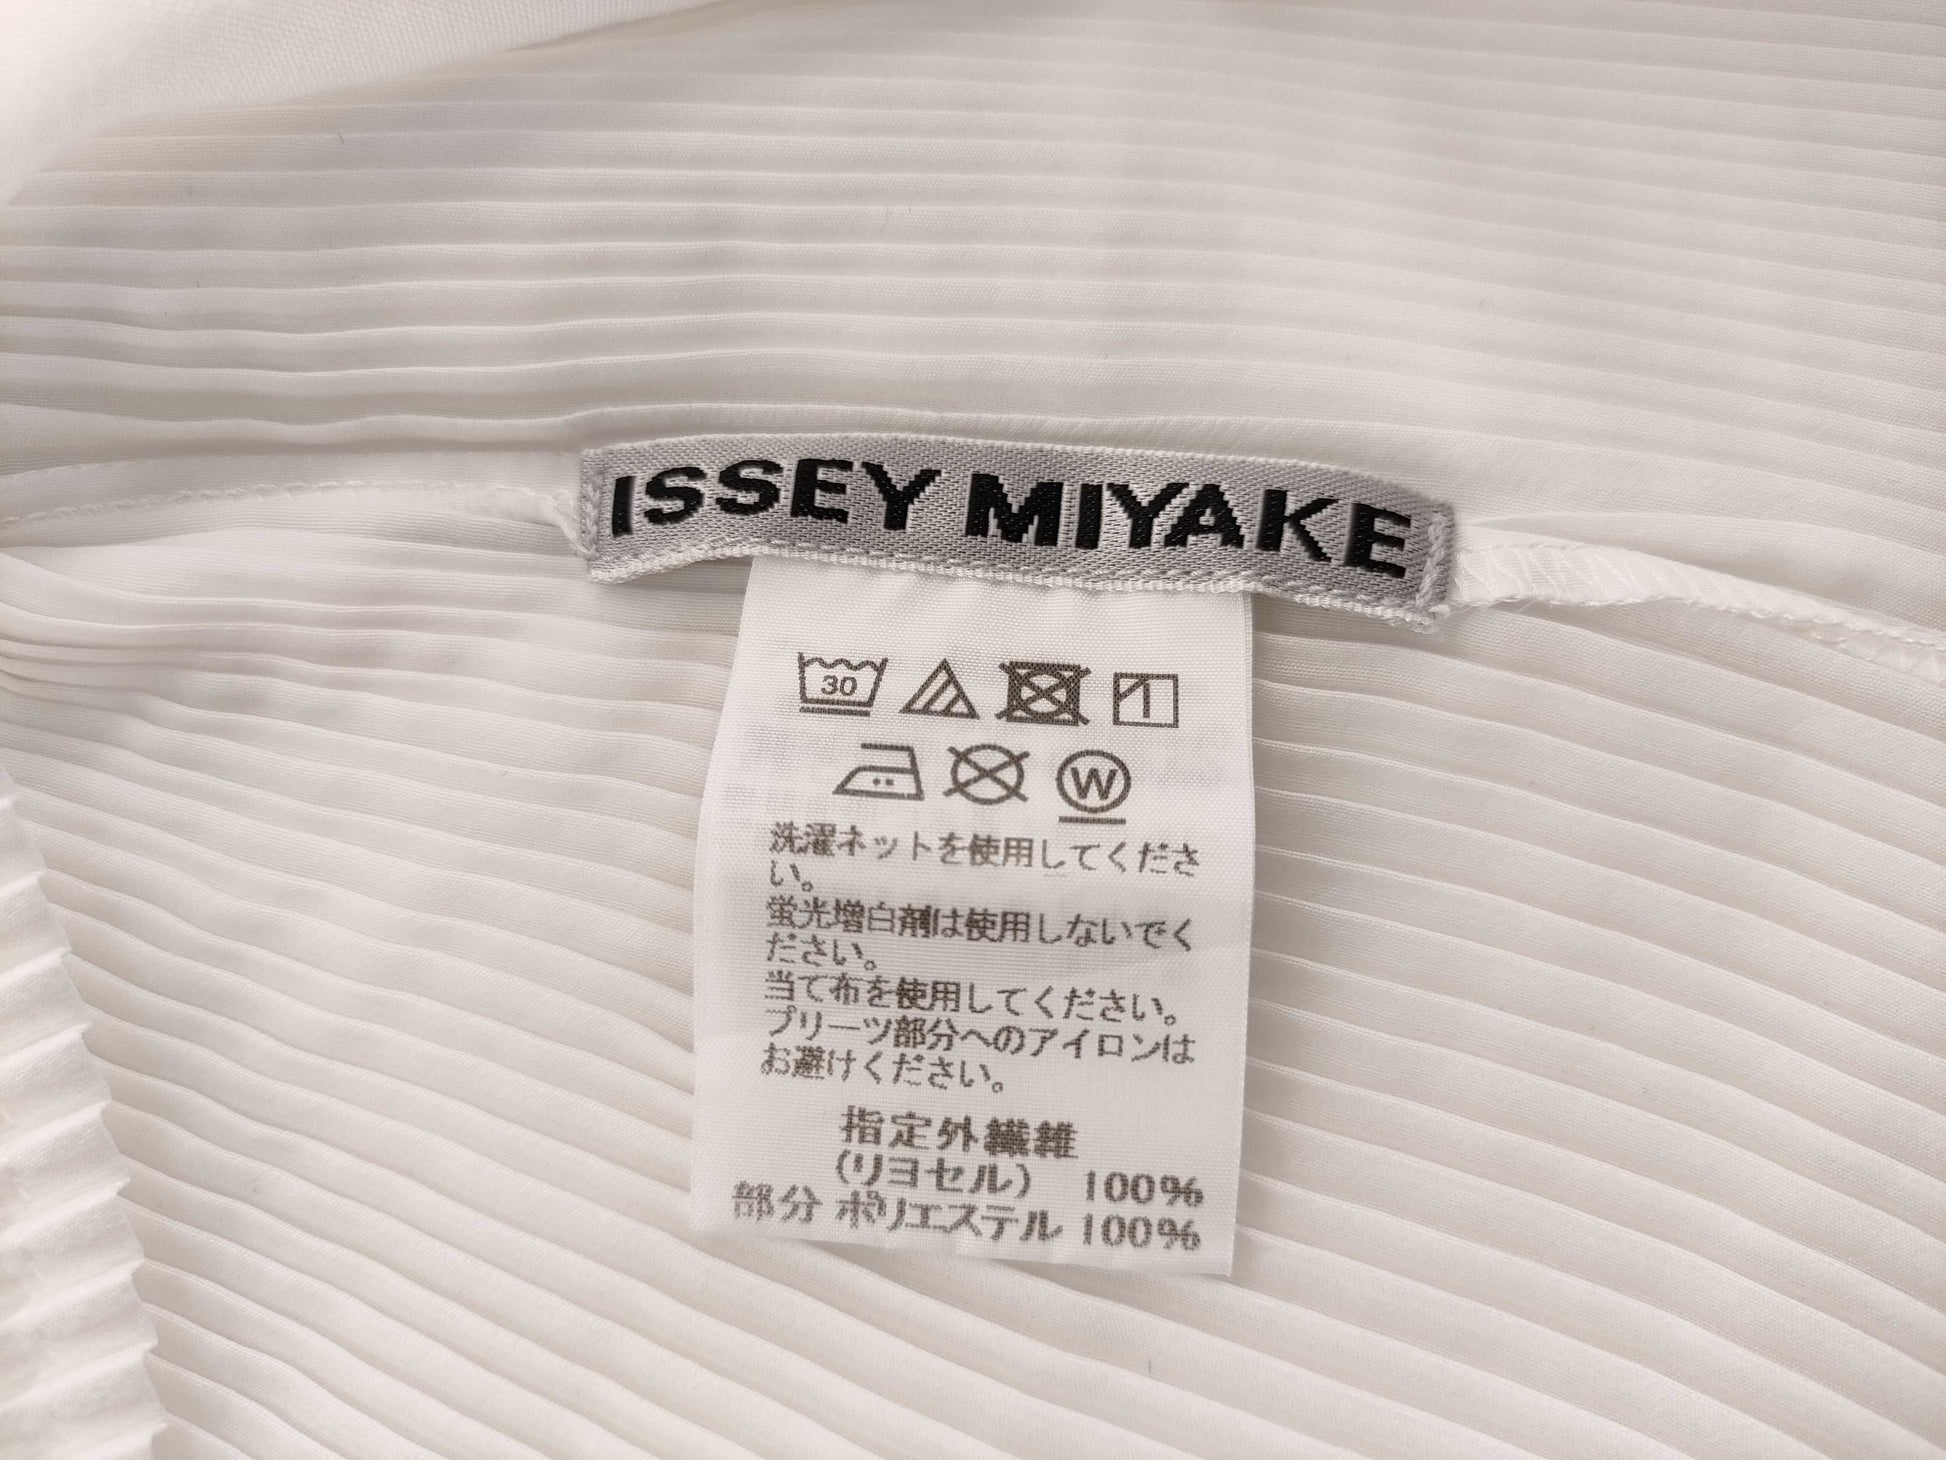 ISSEY MIYAKE
30
W
洗濯ネットを使用してくださ
い。
蛍光増白剤は使用しないでく
ださい。
当て布を使用してください。
プリーツ部分へのアイロンは
お避けください。
指定外繊維
(リヨセル) 100%
部分 ポリエステル 100%